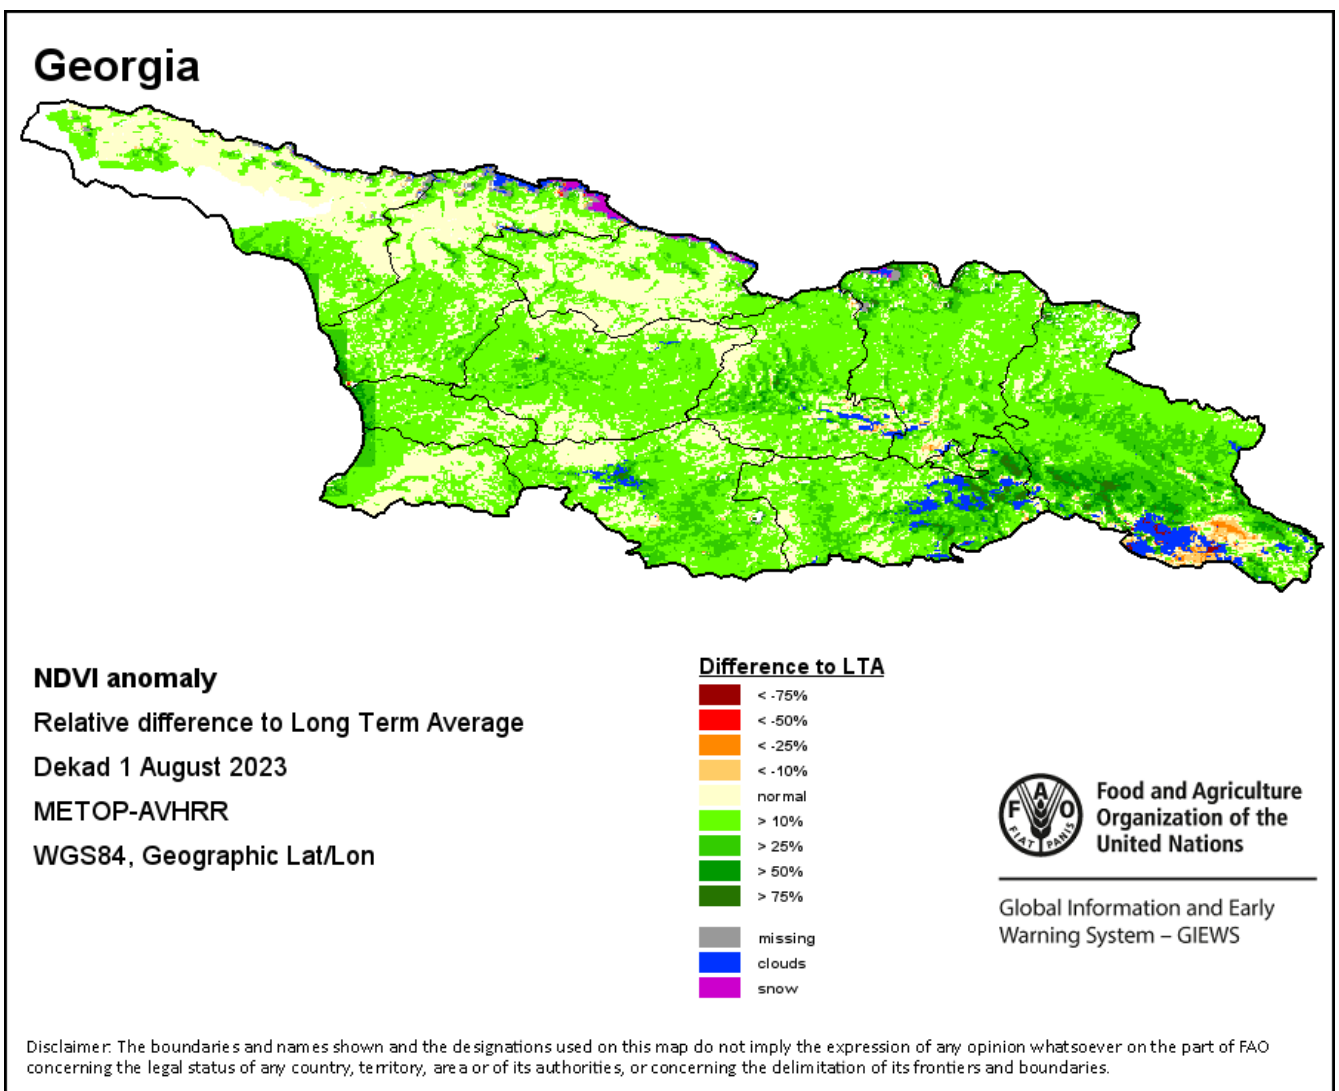 Georgia
NDVI anomaly
Relative difference to Long Term Average
Dekad 1 August 2023
METOP-AVHRR
WGS84, Geographic Lat/Lon
Difference to LTA
< -75%
< -50%
< -25%
< -10%
normal
> 10%
> 25%
> 50%
> 75%
missing
clouds
snow
F A O
FIAT PANIS
Food and Agriculture
Organization of the
United Nations
Global Information and Early
Warning System – GIEWS
Disclaimer: The boundaries and names shown and the designations used on this map do not imply the expression of any opinion whatsoever on the part of FAO
concerning the legal status of any country, territory, area or of its authorities, or concerning the delimitation of its frontiers and boundaries.